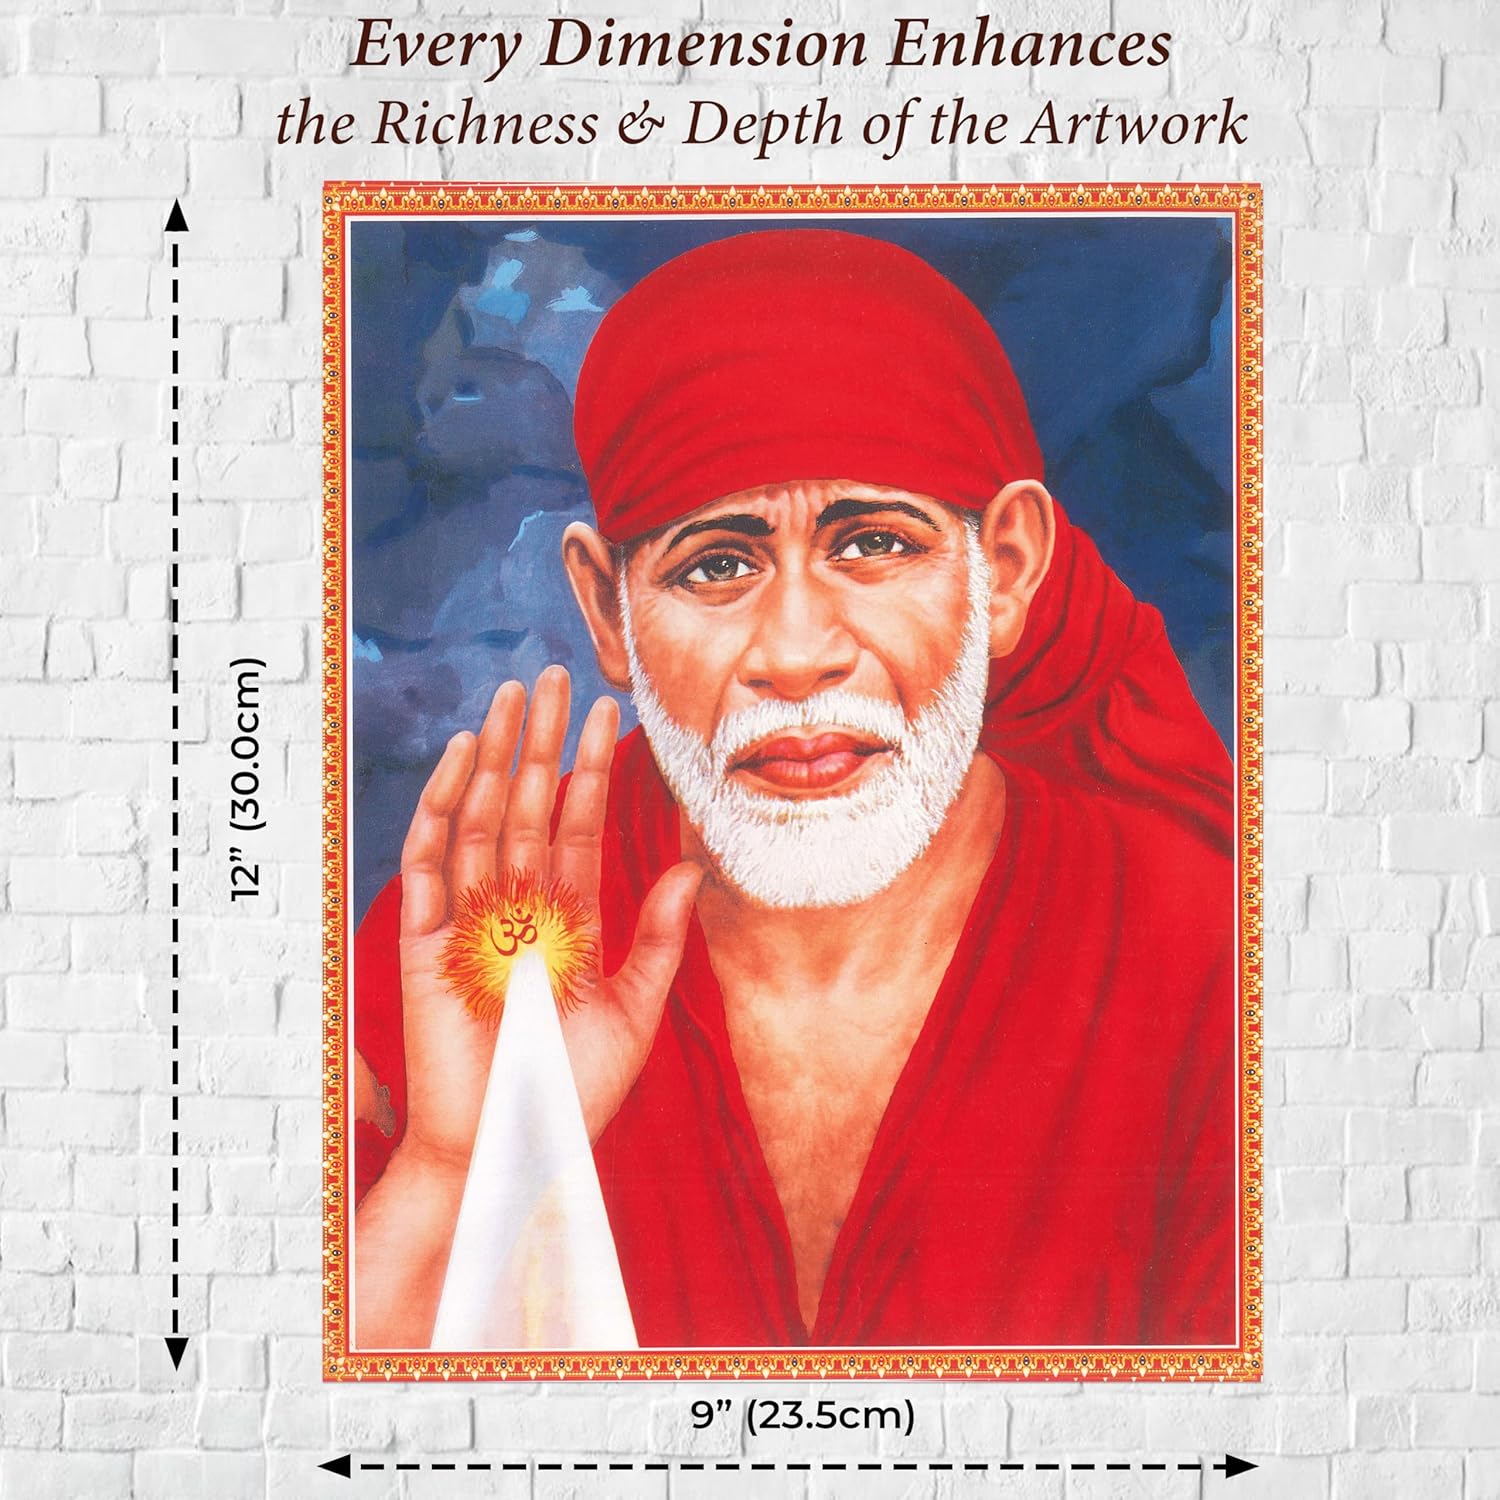 Every Dimension Enhances
the Richness & Depth of the Artwork
12” (30.0cm)
ॐ
9” (23.5cm)